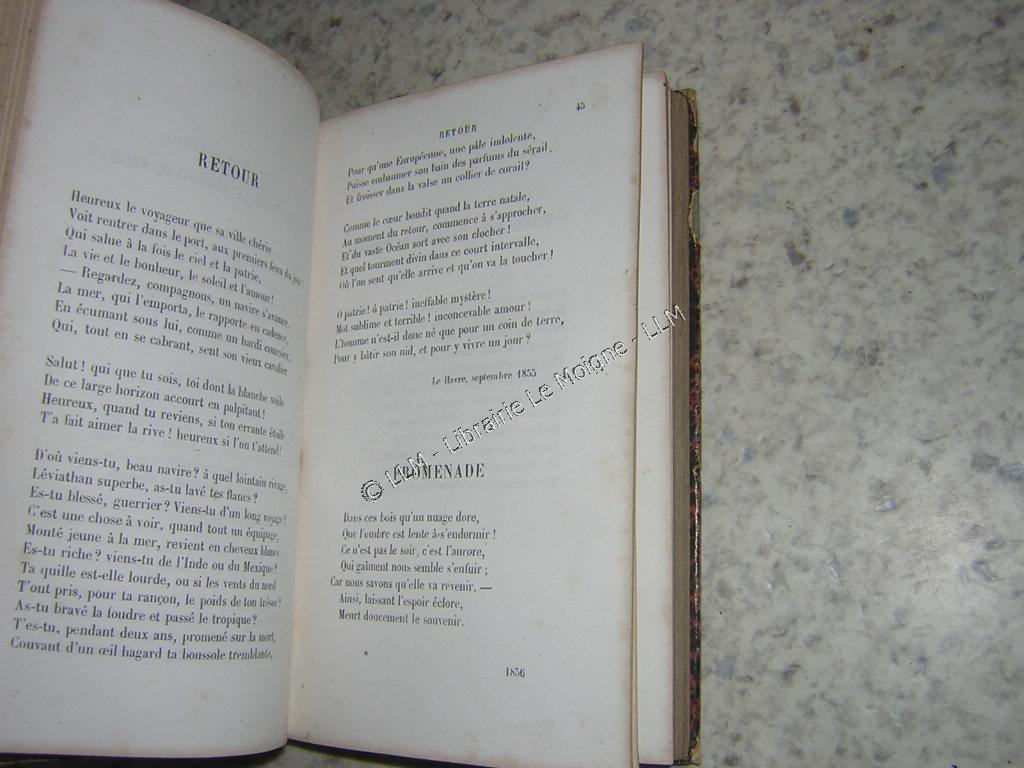 RETOUR
Heureux le voyageur que sa ville chérie
Voit rentrer dans le port, aux premiers feux du jour!
Qui salue à la fois le ciel et la patrie,
La vie et le bonheur, le soleil et l'amour!
— Regardez, compagnons, un navire s'avance.
La mer, qui l'emporta, le rapporte en cadence,
En écumant sous lui, comme un hardi coursier,
Qui, tout en se cabrant, sent son vieux cavalier.
Salut! qui que tu sois, toi dont la blanche voile
De ce large horizon accourt en palpitant!
Heureux, quand tu reviens, si ton errante étoile
T'a fait aimer la rive! heureux si l'on t'attend!
D'où viens-tu, beau navire? à quel lointain rivage,
Léviathan superbe, as-tu lavé tes flancs?
Es-tu blessé, guerrier? Viens-tu d'un long voyage?
C'est une chose à voir, quand tout un équipage,
Monté jeune à la mer, revient en cheveux blancs.
Es-tu riche? viens-tu de l'Inde ou du Mexique?
Ta quille est-elle lourde, ou si les vents du nord
T'ont pris, pour ta rançon, le poids de ton trésor?
As-tu bravé la foudre et passé le tropique?
T'es-tu, pendant deux ans, promené sur la mort,
Couvant d'un œil hagard ta boussole tremblante,
RETOUR 45
Pour qu'une Européenne, une pâle indolente,
Puisse embaumer son bain des parfums du sérail
Et froisser dans la valse un collier de corail?
Comme le cœur bondit quand la terre natale,
Au moment du retour, commence à s'approcher,
Et du vaste Océan sort avec son clocher!
Et quel tourment divin dans ce court intervalle,
Où l'on sent qu'elle arrive et qu'on va la toucher!
O patrie! ô patrie! ineffable mystère!
Mot sublime et terrible! inconcevable amour!
L'homme n'est-il donc né que pour un coin de terre,
Pour y bâtir son nid, et pour y vivre un jour?
Le Havre, septembre 1855
PROMENADE
Dans ces bois qu'un nuage dore,
Que l'ombre est lente à s'endormir!
Ce n'est pas le soir, c'est l'aurore,
Qui gaîment nous semble s'enfuir;
Car nous savons qu'elle va revenir. —
Ainsi, laissant l'espoir éclore,
Meurt doucement le souvenir.
1856
© LLM - Librairie Le Moigne - LLM